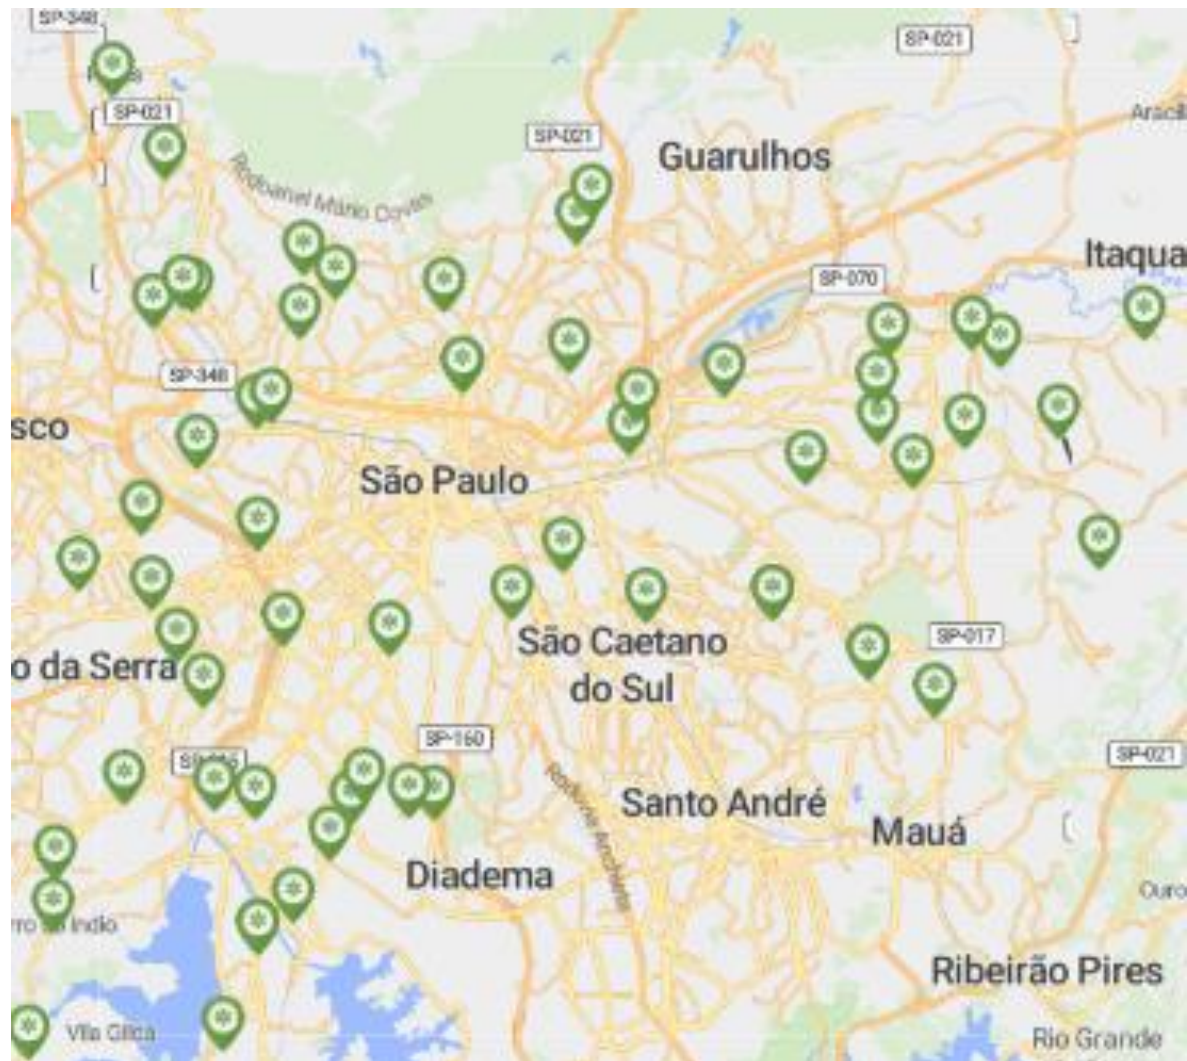 SP-348
SP-021
SP-021
SP-021
Guarulhos
Rodoanel Mário Covas
Itaqua
SP-070
SP-348
sco
São Paulo
São Caetano
do Sul
SP-017
o da Serra
SP-160
SP-021
Rodovia Anchieta
Santo André
Mauá
Diadema
Ouro
Índio
Ribeirão Pires
Rio Grande